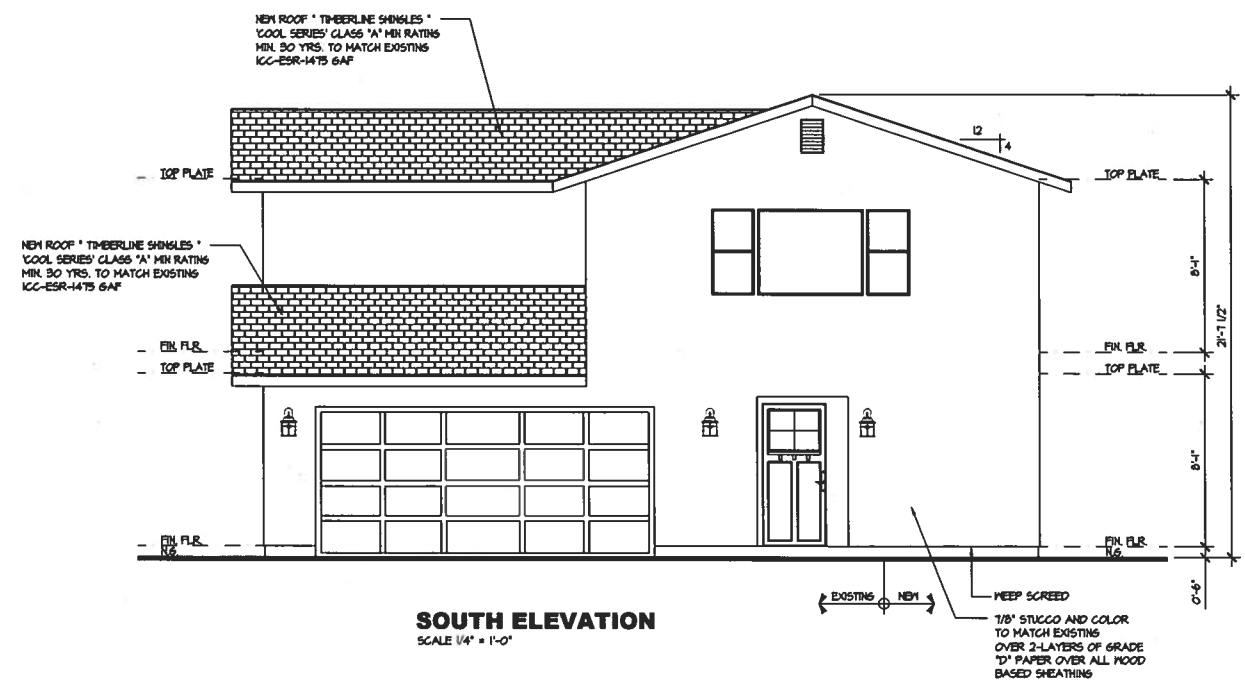 NEW ROOF " TIMBERLINE SHINGLES "
'COOL SERIES' CLASS "A" MIN RATING
MIN. 30 YRS. TO MATCH EXISTING
ICC-ESR-1475 GAF
12
4
TOP PLATE
TOP PLATE
NEW ROOF " TIMBERLINE SHINGLES "
'COOL SERIES' CLASS "A" MIN RATING
MIN. 30 YRS. TO MATCH EXISTING
ICC-ESR-1475 GAF
8'-1"
21'-7 1/2"
FIN. FLR.
FIN. FLR.
TOP PLATE
TOP PLATE
8'-1"
FIN. FLR.
N.G.
FIN. FLR.
N.G.
0'-6"
EXISTING
NEW
WEEP SCREED
SOUTH ELEVATION
SCALE 1/4" = 1'-0"
7/8" STUCCO AND COLOR
TO MATCH EXISTING
OVER 2-LAYERS OF GRADE
"D" PAPER OVER ALL WOOD
BASED SHEATHING